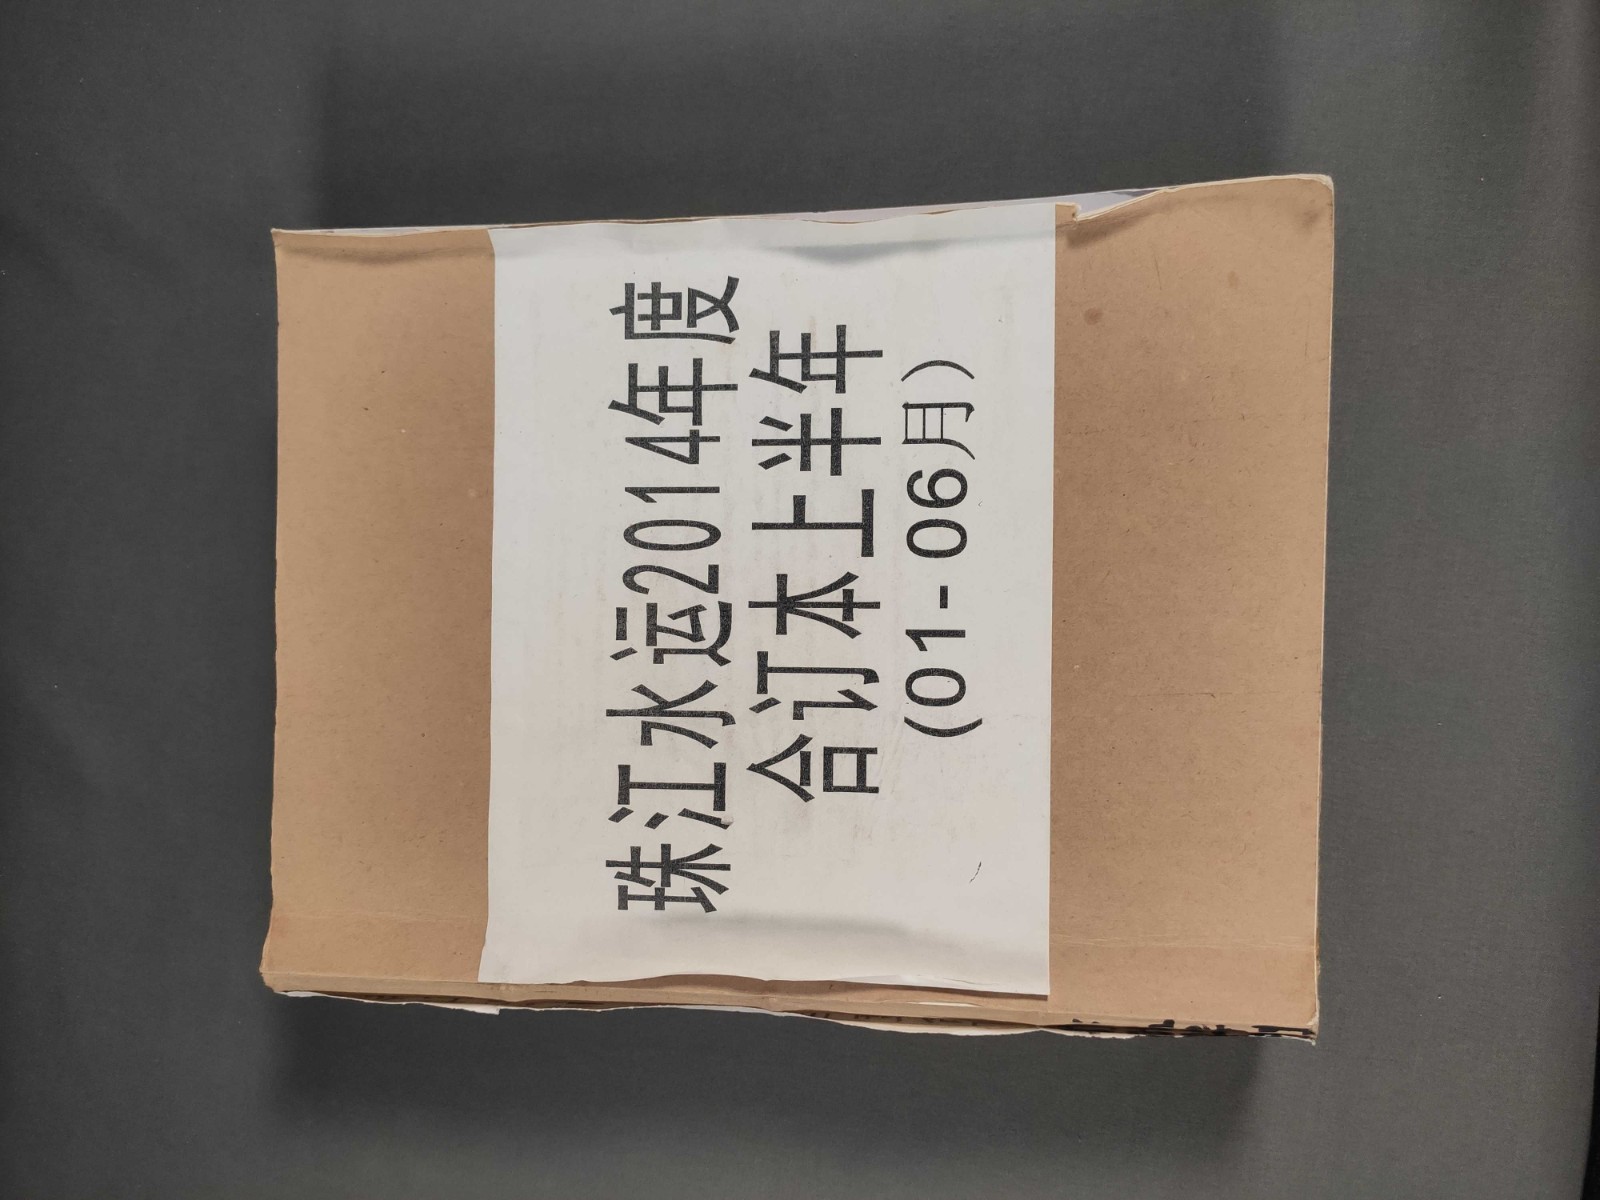 珠江水运2014年度
合订本上半年
(01-06月)